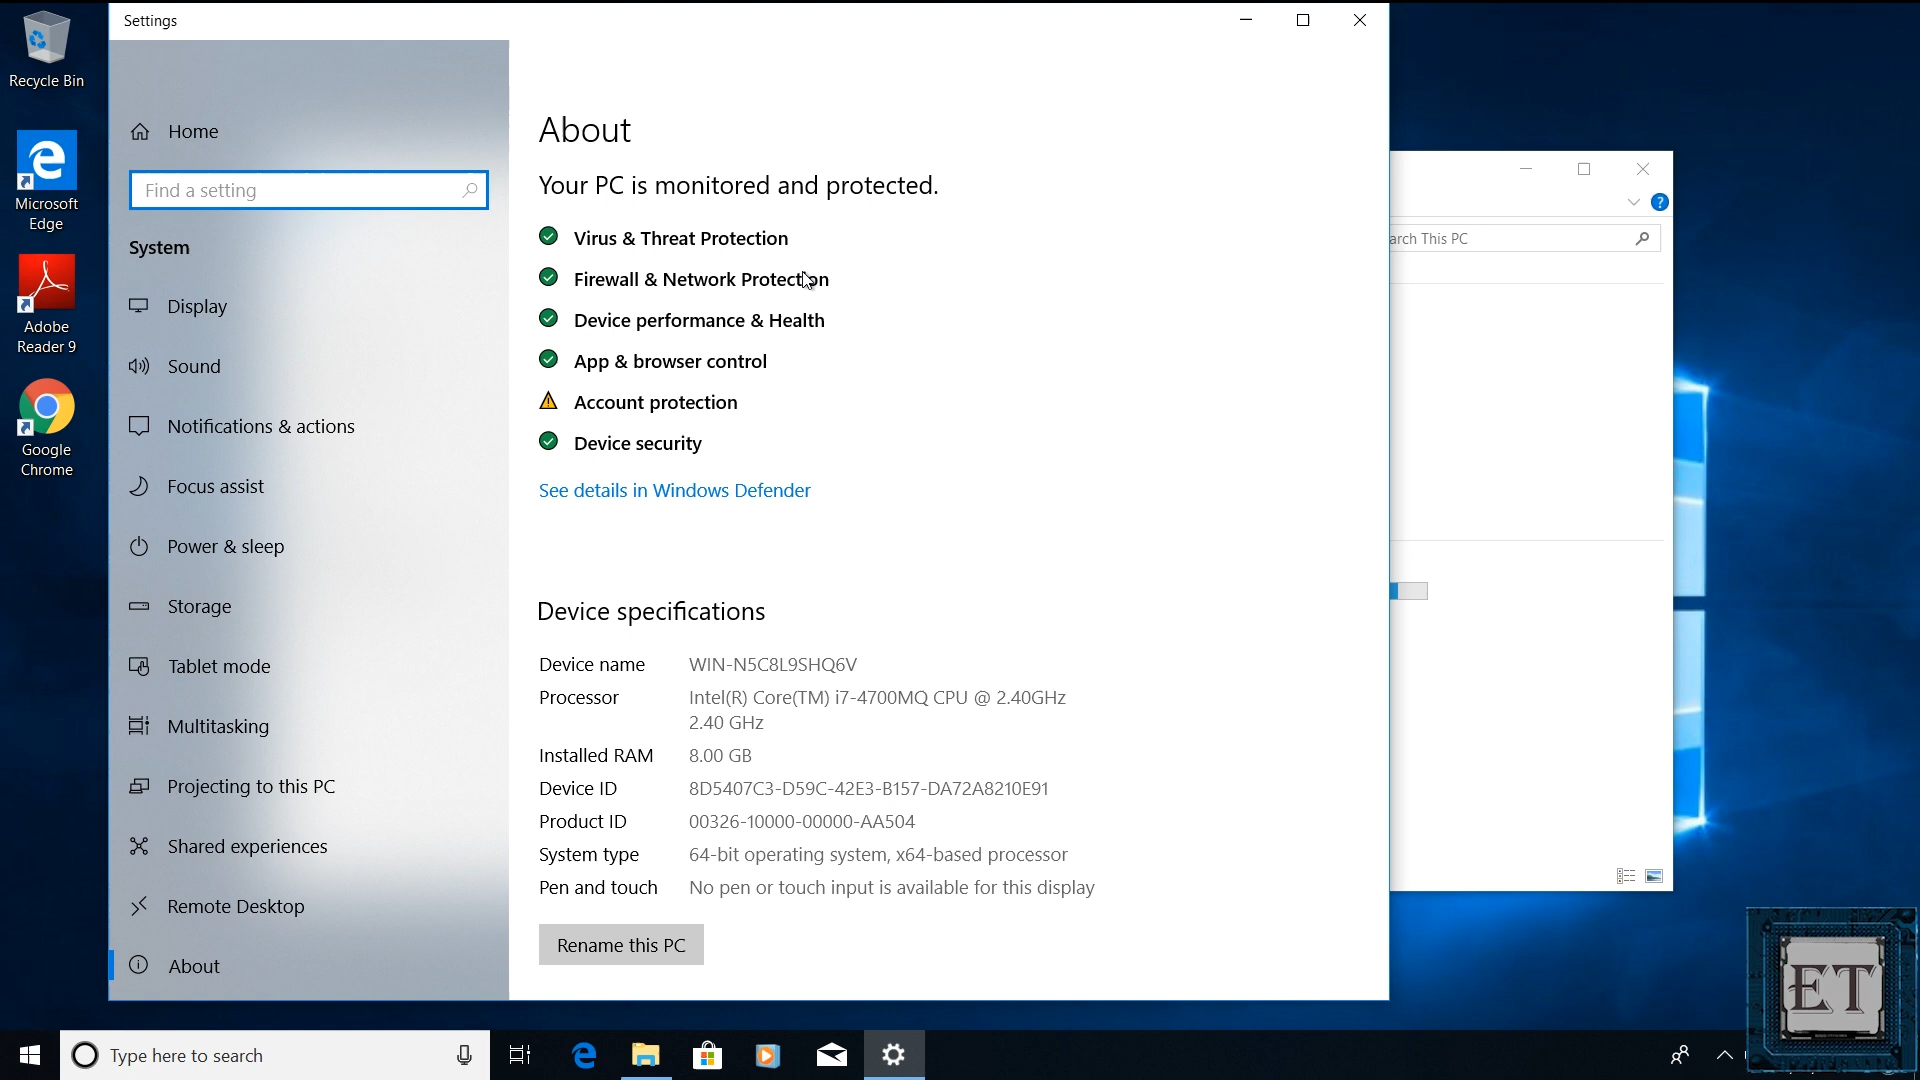 Settings
Recycle Bin
Microsoft
Edge
Adobe
Reader 9
Google
Chrome
Home
Find a setting
System
Display
Sound
Notifications & actions
Focus assist
Power & sleep
Storage
Tablet mode
Multitasking
Projecting to this PC
Shared experiences
Remote Desktop
About
About
Your PC is monitored and protected.
Virus & Threat Protection
Firewall & Network Protection
Device performance & Health
App & browser control
Account protection
Device security
See details in Windows Defender
Device specifications
Device name WIN-N5C8L9SHQ6V
Processor Intel(R) Core(TM) i7-4700MQ CPU @ 2.40GHz
2.40 GHz
Installed RAM 8.00 GB
Device ID 8D5407C3-D59C-42E3-B157-DA72A8210E91
Product ID 00326-10000-00000-AA504
System type 64-bit operating system, x64-based processor
Pen and touch No pen or touch input is available for this display
Rename this PC
arch This PC
?
ET
Type here to search